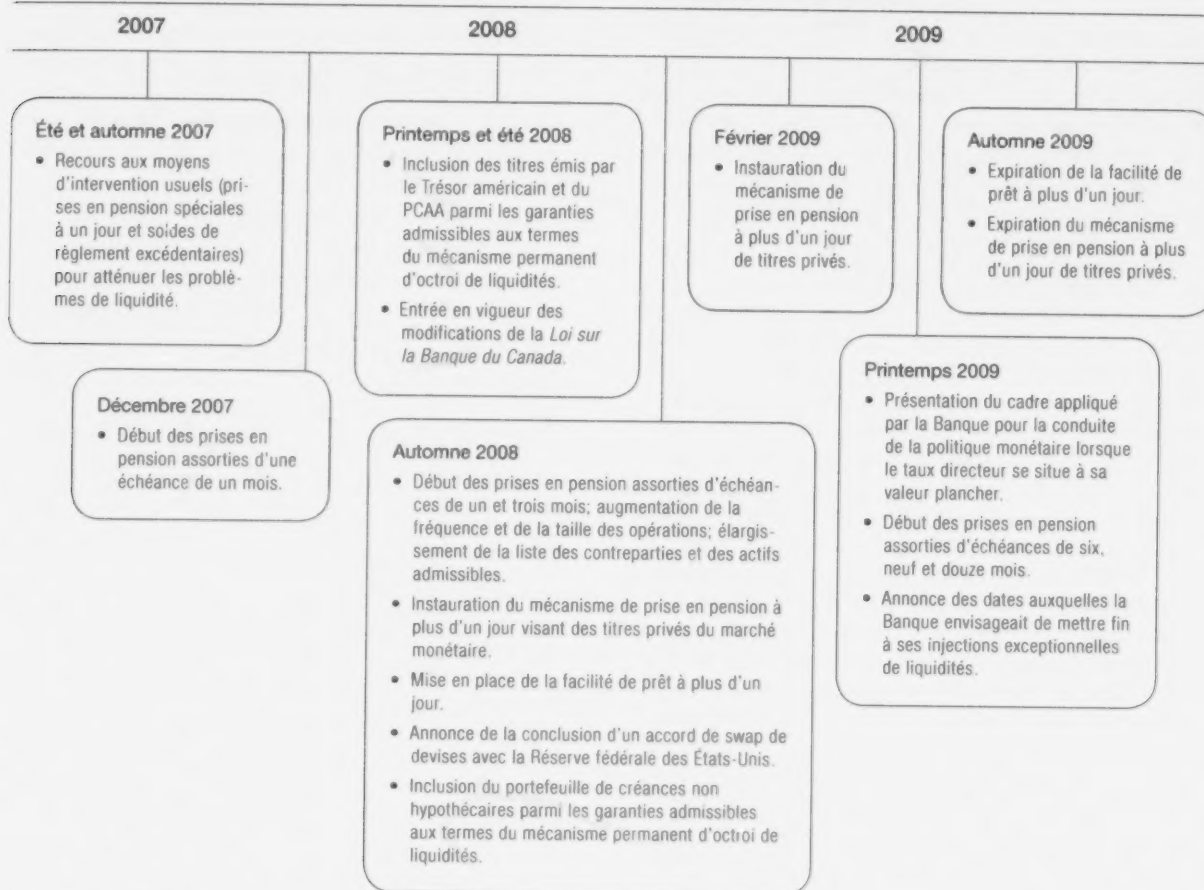 2007
2008
2009
Été et automne 2007
• Recours aux moyens
d'intervention usuels (pri-
ses en pension spéciales
à un jour et soldes de
règlement excédentaires)
pour atténuer les problè-
mes de liquidité.
Décembre 2007
• Début des prises en
pension assorties d'une
échéance de un mois.
Printemps et été 2008
• Inclusion des titres émis par
le Trésor américain et du
PCAA parmi les garanties
admissibles aux termes
du mécanisme permanent
d'octroi de liquidités.
• Entrée en vigueur des
modifications de la Loi sur
la Banque du Canada.
Automne 2008
• Début des prises en pension assorties d'échéan-
ces de un et trois mois; augmentation de la
fréquence et de la taille des opérations; élargis-
sement de la liste des contreparties et des actifs
admissibles.
• Instauration du mécanisme de prise en pension à
plus d'un jour visant des titres privés du marché
monétaire.
• Mise en place de la facilité de prêt à plus d'un
jour.
• Annonce de la conclusion d'un accord de swap de
devises avec la Réserve fédérale des États-Unis.
• Inclusion du portefeuille de créances non
hypothécaires parmi les garanties admissibles
aux termes du mécanisme permanent d'octroi de
liquidités.
Février 2009
• Instauration du
mécanisme de
prise en pension
à plus d'un jour
de titres privés.
Printemps 2009
• Présentation du cadre appliqué
par la Banque pour la conduite
de la politique monétaire lorsque
le taux directeur se situe à sa
valeur plancher.
• Début des prises en pension
assorties d'échéances de six,
neuf et douze mois.
• Annonce des dates auxquelles la
Banque envisageait de mettre fin
à ses injections exceptionnelles
de liquidités.
Automne 2009
• Expiration de la facilité de
prêt à plus d'un jour.
• Expiration du mécanisme
de prise en pension à plus
d'un jour de titres privés.